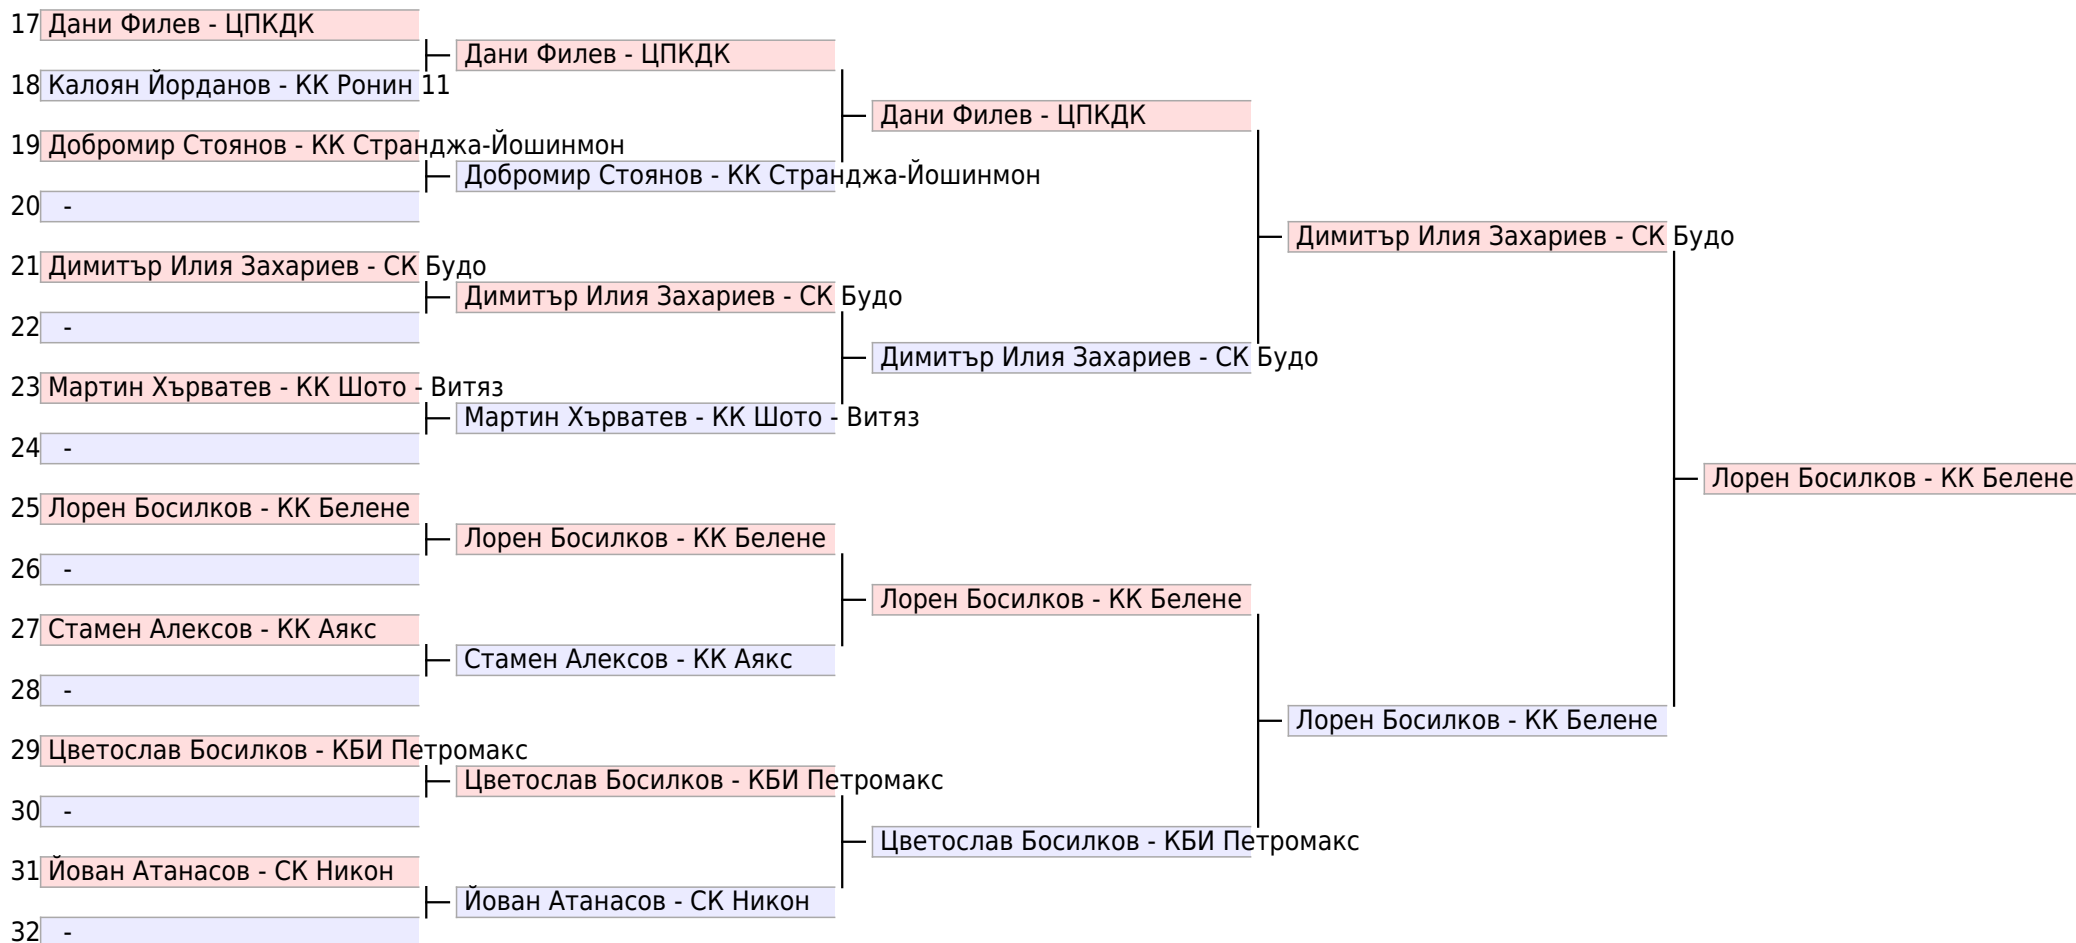 17 Дани Филев - ЦПКДК
Дани Филев - ЦПКДК
18 Калоян Йорданов - КК Ронин 11
Дани Филев - ЦПКДК
19 Добромир Стоянов - КК Странджа-Йошинмон
Добромир Стоянов - КК Странджа-Йошинмон
20 -
Димитър Илия Захариев - СК Будо
21 Димитър Илия Захариев - СК Будо
Димитър Илия Захариев - СК Будо
22 -
Димитър Илия Захариев - СК Будо
23 Мартин Хърватев - КК Шото - Витяз
Мартин Хърватев - КК Шото - Витяз
24 -
Лорен Босилков - КК Белене
25 Лорен Босилков - КК Белене
Лорен Босилков - КК Белене
26 -
Лорен Босилков - КК Белене
27 Стамен Алексов - КК Аякс
Стамен Алексов - КК Аякс
28 -
Лорен Босилков - КК Белене
29 Цветослав Босилков - КБИ Петромакс
Цветослав Босилков - КБИ Петромакс
30 -
Цветослав Босилков - КБИ Петромакс
31 Йован Атанасов - СК Никон
Йован Атанасов - СК Никон
32 -